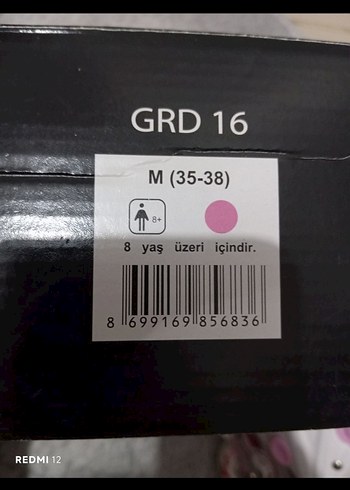 GRD 16
M (35-38)
8+
8 yaş üzeri içindir.
8 699169 856836
REDMI 12